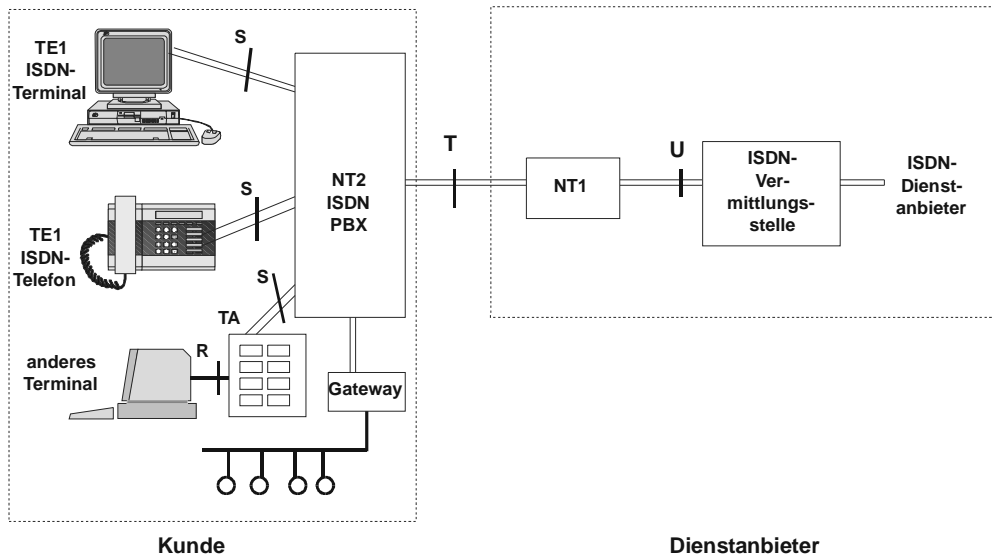 TE1
ISDN-
Terminal
S
TE1
ISDN-
Telefon
S
anderes
Terminal
R
TA
S
NT2
ISDN
PBX
Gateway
T
NT1
U
ISDN-
Ver-
mittlungs-
stelle
ISDN-
Dienst-
anbieter
Kunde
Dienstanbieter